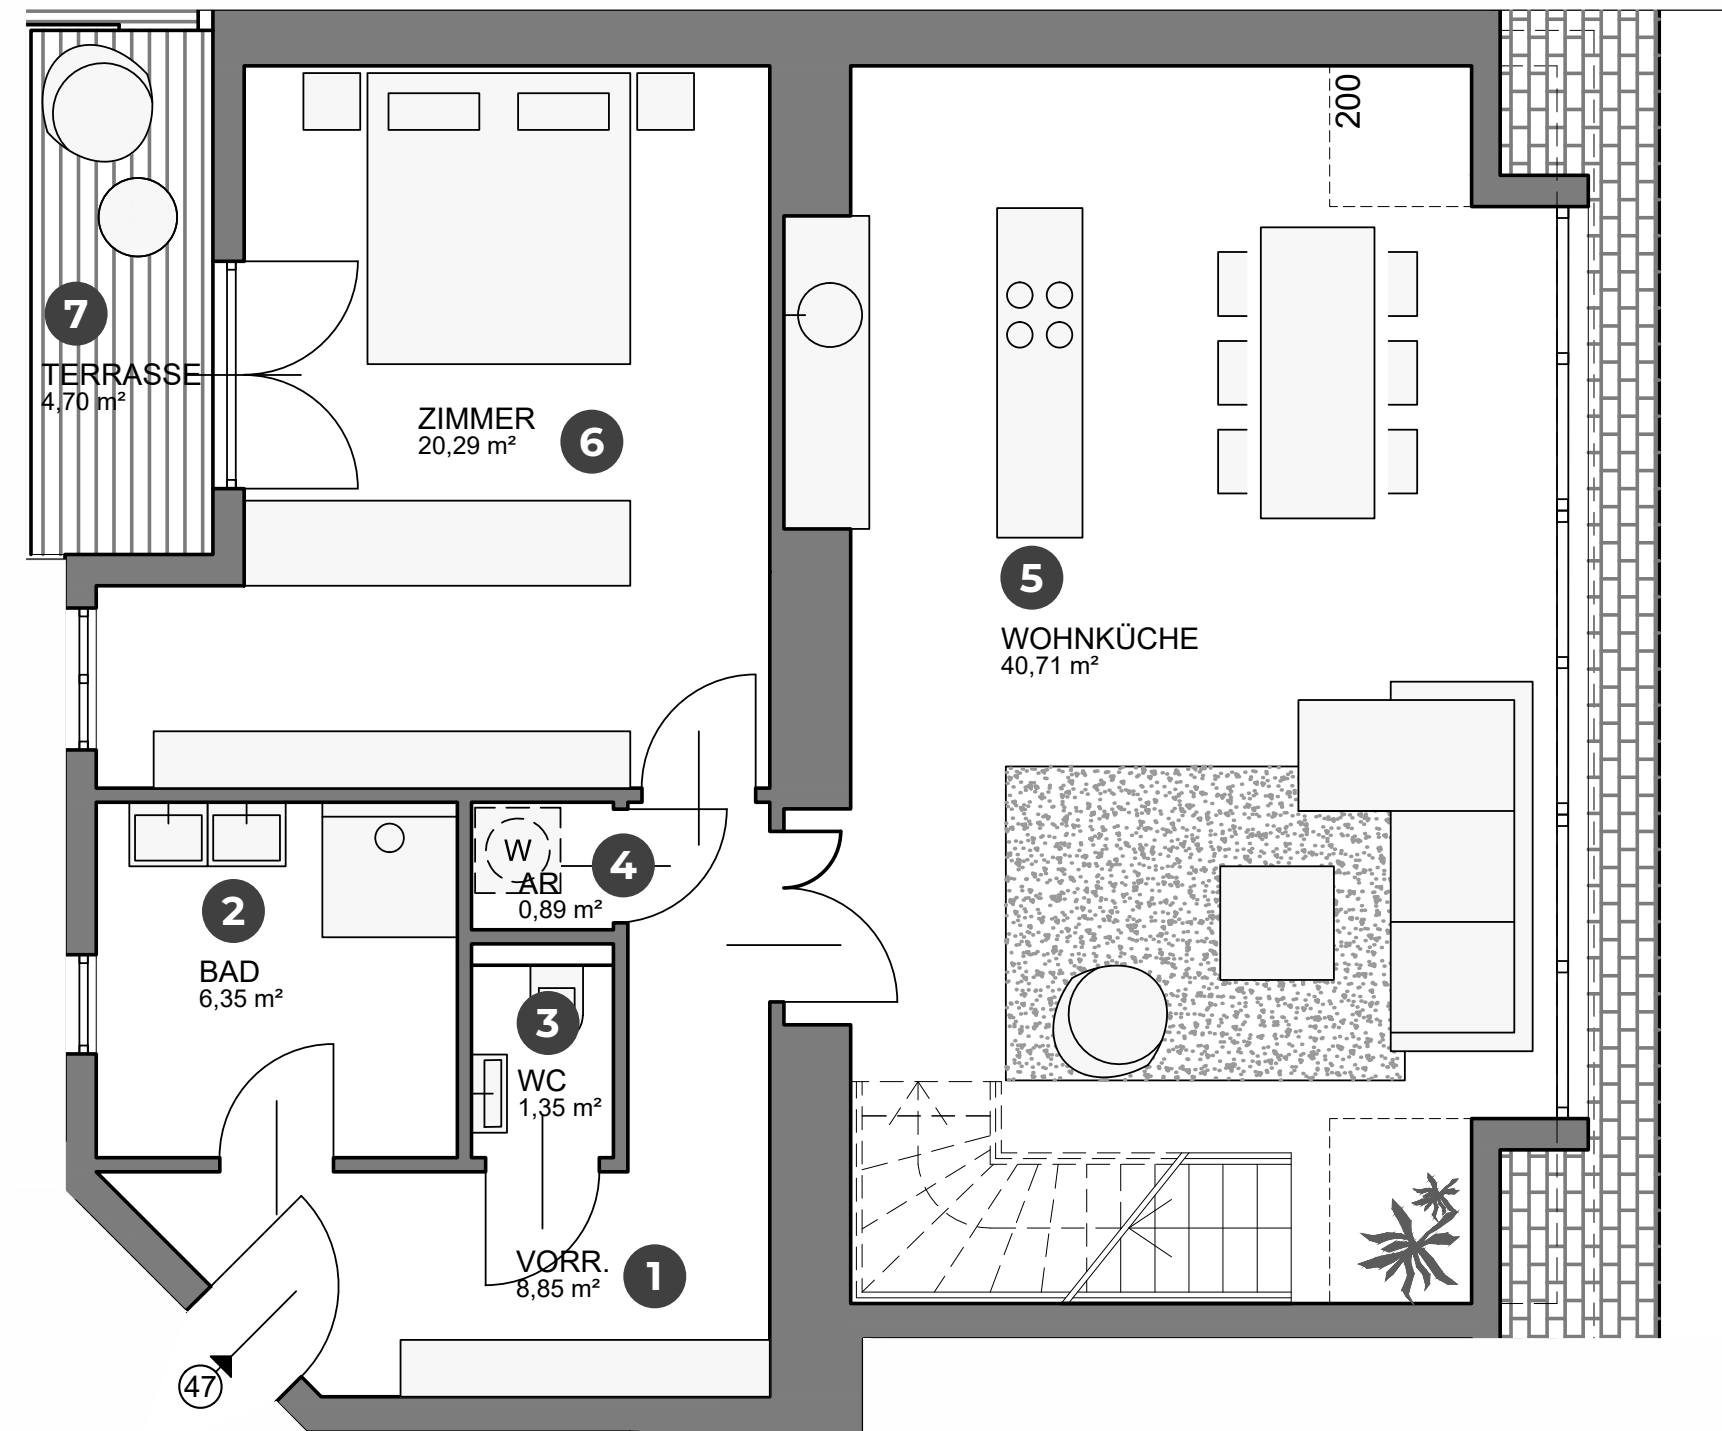 200
7
TERRASSE
4,70 m²
ZIMMER
20,29 m²
6
5
WOHNKÜCHE
40,71 m²
W
AR
0,89 m²
4
2
BAD
6,35 m²
3
WC
1,35 m²
VORR.
8,85 m²
1
47